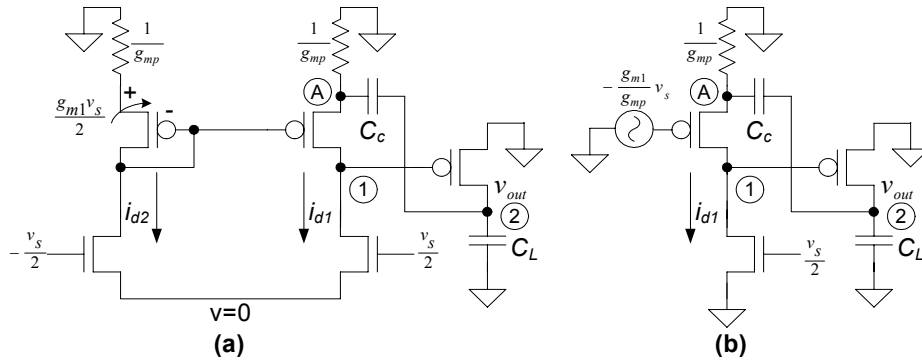 1/g_mp
1/g_mp
g_m1 v_s/2
+
-
A
C_c
1
v_out
2
C_L
i_d2
i_d1
-v_s/2
v_s/2
v=0
(a)
1/g_mp
-g_m1/g_mp v_s
A
C_c
1
v_out
2
C_L
i_d1
v_s/2
(b)